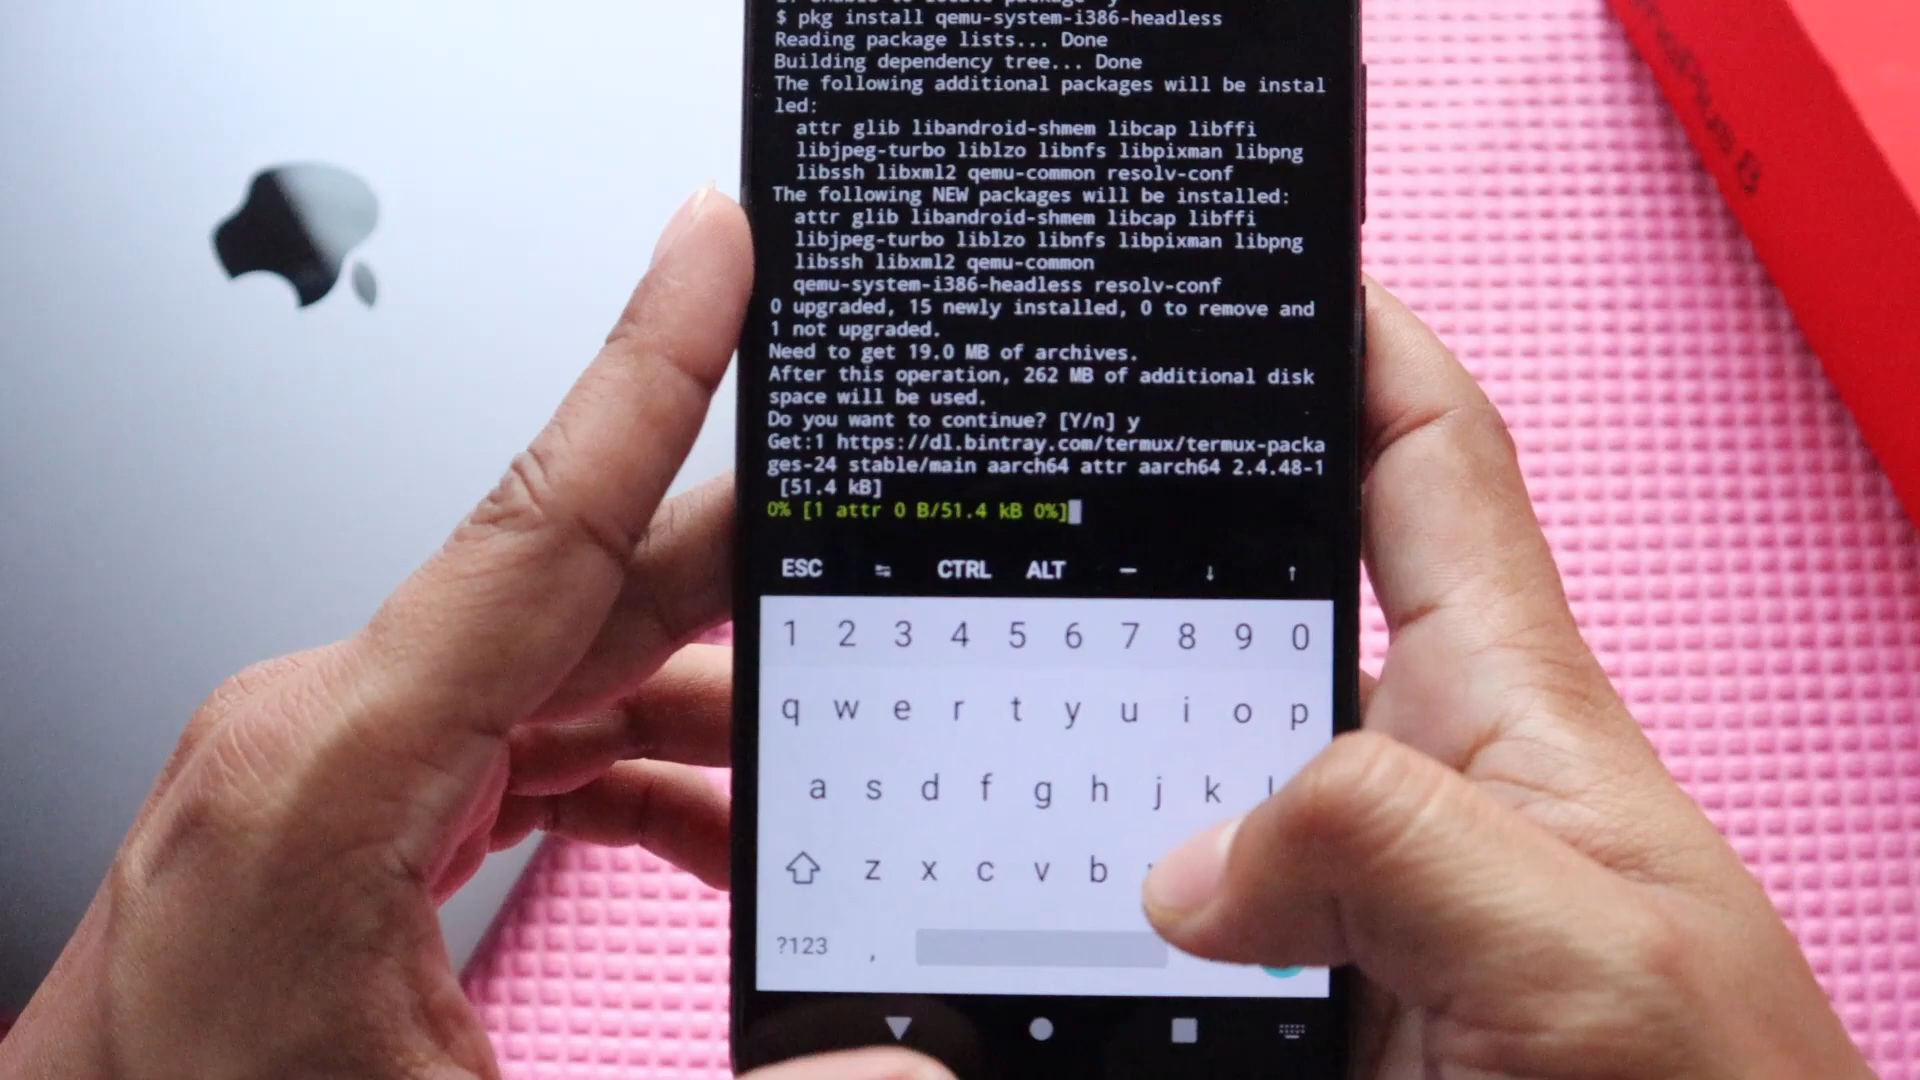 $ pkg install qemu-system-i386-headless
Reading package lists... Done
Building dependency tree... Done
The following additional packages will be instal
led:
attr glib libandroid-shmem libcap libffi
libjpeg-turbo liblzo libnfs libpixman libpng
libssh libxml2 qemu-common resolv-conf
The following NEW packages will be installed:
attr glib libandroid-shmem libcap libffi
libjpeg-turbo liblzo libnfs libpixman libpng
libssh libxml2 qemu-common
qemu-system-i386-headless resolv-conf
0 upgraded, 15 newly installed, 0 to remove and
1 not upgraded.
Need to get 19.0 MB of archives.
After this operation, 262 MB of additional disk
space will be used.
Do you want to continue? [Y/n] y
Get:1 https://dl.bintray.com/termux/termux-packa
ges-24 stable/main aarch64 attr aarch64 2.4.48-1
[51.4 kB]
0% [1 attr 0 B/51.4 kB 0%]
ESC CTRL ALT – ↓ ↑
1 2 3 4 5 6 7 8 9 0
q w e r t y u i o p
a s d f g h j k l
z x c v b
?123 ,